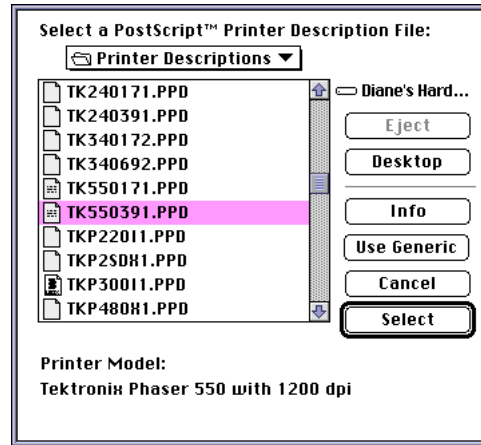 Select a PostScript™ Printer Description File:
Printer Descriptions
TK240171.PPD
TK240391.PPD
TK340172.PPD
TK340692.PPD
TK550171.PPD
TK550391.PPD
TKP220I1.PPD
TKP2SDX1.PPD
TKP300I1.PPD
TKP480X1.PPD
Diane's Hard...
Eject
Desktop
Info
Use Generic
Cancel
Select
Printer Model:
Tektronix Phaser 550 with 1200 dpi